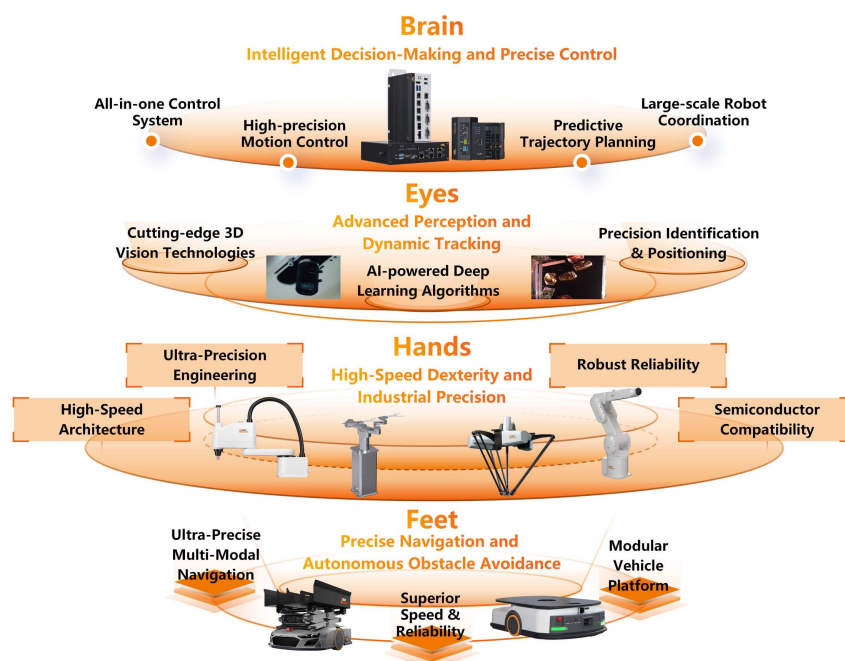 Brain
Intelligent Decision-Making and Precise Control
All-in-one Control
System
High-precision
Motion Control
Predictive
Trajectory Planning
Large-scale Robot
Coordination
Eyes
Advanced Perception and
Dynamic Tracking
Cutting-edge 3D
Vision Technologies
AI-powered Deep
Learning Algorithms
Precision Identification
& Positioning
Hands
High-Speed Dexterity and
Industrial Precision
Ultra-Precision
Engineering
Robust Reliability
High-Speed
Architecture
Semiconductor
Compatibility
Feet
Precise Navigation and
Autonomous Obstacle Avoidance
Ultra-Precise
Multi-Modal
Navigation
Superior
Speed &
Reliability
Modular
Vehicle
Platform